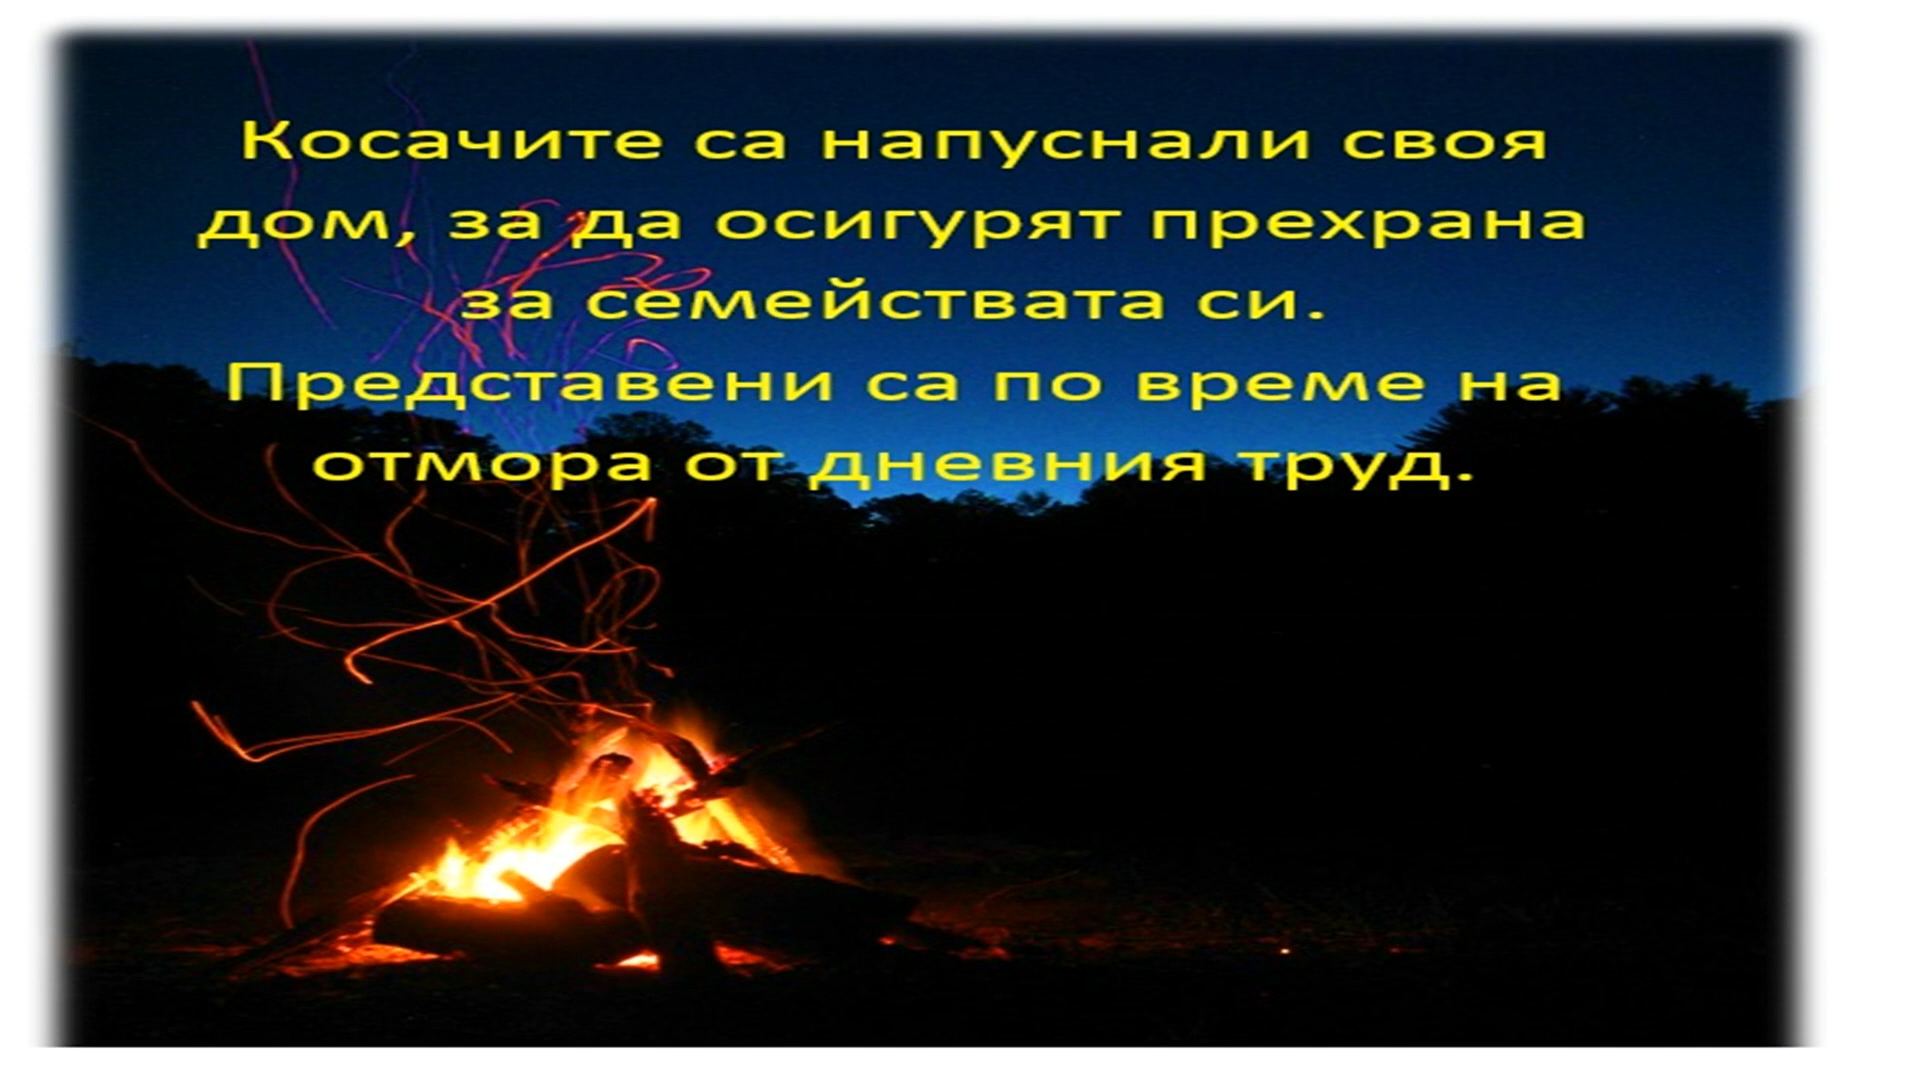 Косачите са напуснали своя
дом, за да осигурят прехрана
за семействата си.
Представени са по време на
отмора от дневния труд.